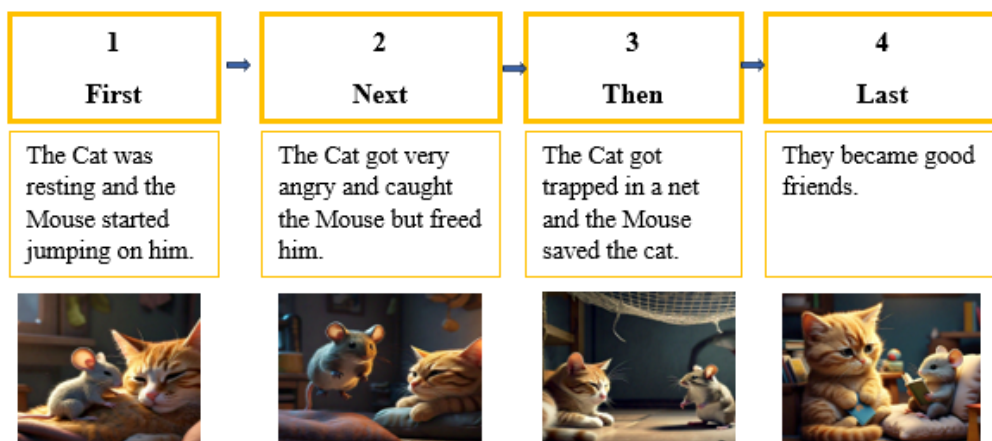 1
First
2
Next
3
Then
4
Last
The Cat was
resting and the
Mouse started
jumping on him.
The Cat got very
angry and caught
the Mouse but freed
him.
The Cat got
trapped in a net
and the Mouse
saved the cat.
They became good
friends.